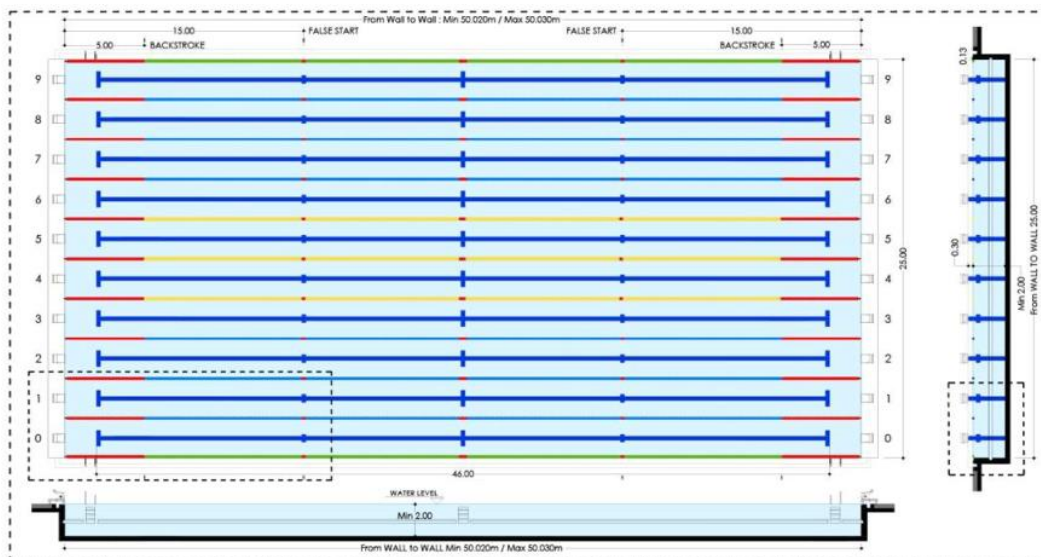 From Wall to Wall : Min 50.020m / Max 50.030m
15.00 FALSE START FALSE START 15.00
5.00 BACKSTROKE BACKSTROKE 5.00
9 9
8 8
7 7
6 6
5 5
4 4
3 3
2 2
1 1
0 0
25.00
46.00
WATER LEVEL
Min 2.00
From WALL to WALL Min 50.020m / Max 50.030m
0.13
0.30
Min 2.00
From WALL TO WALL 25.00